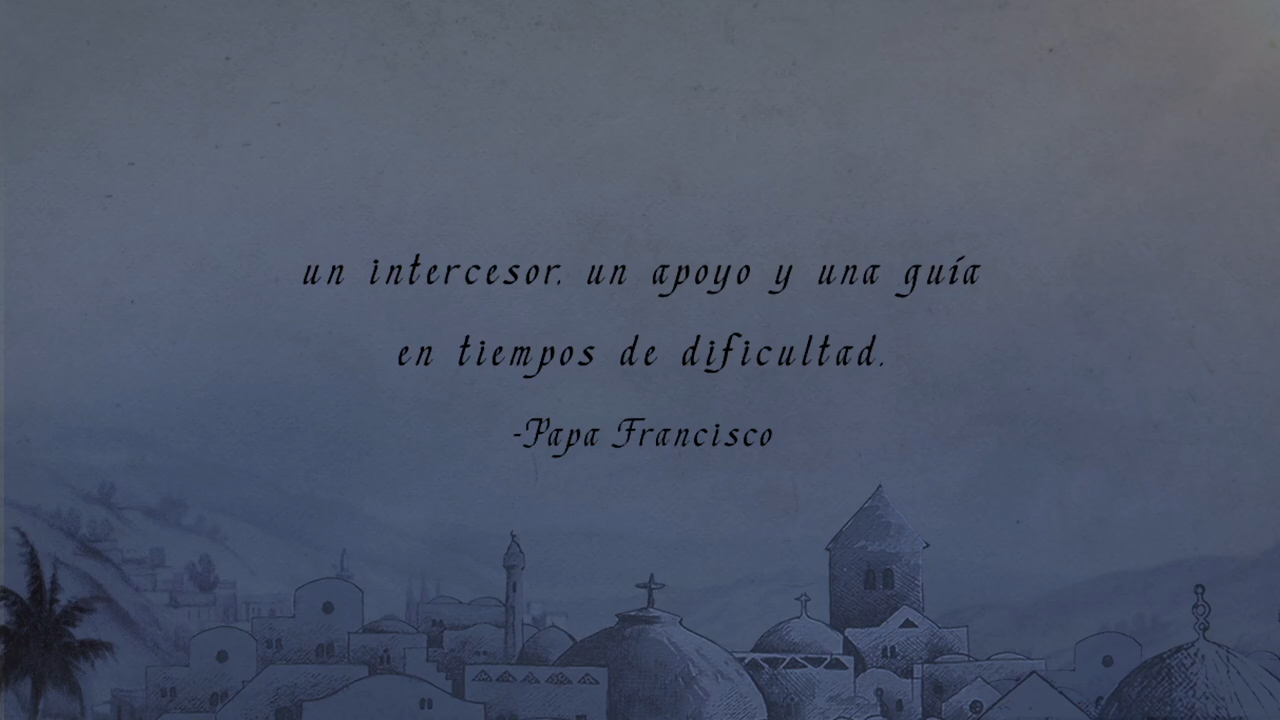 un intercesor, un apoyo y una guía
en tiempos de dificultad.
-Papa Francisco